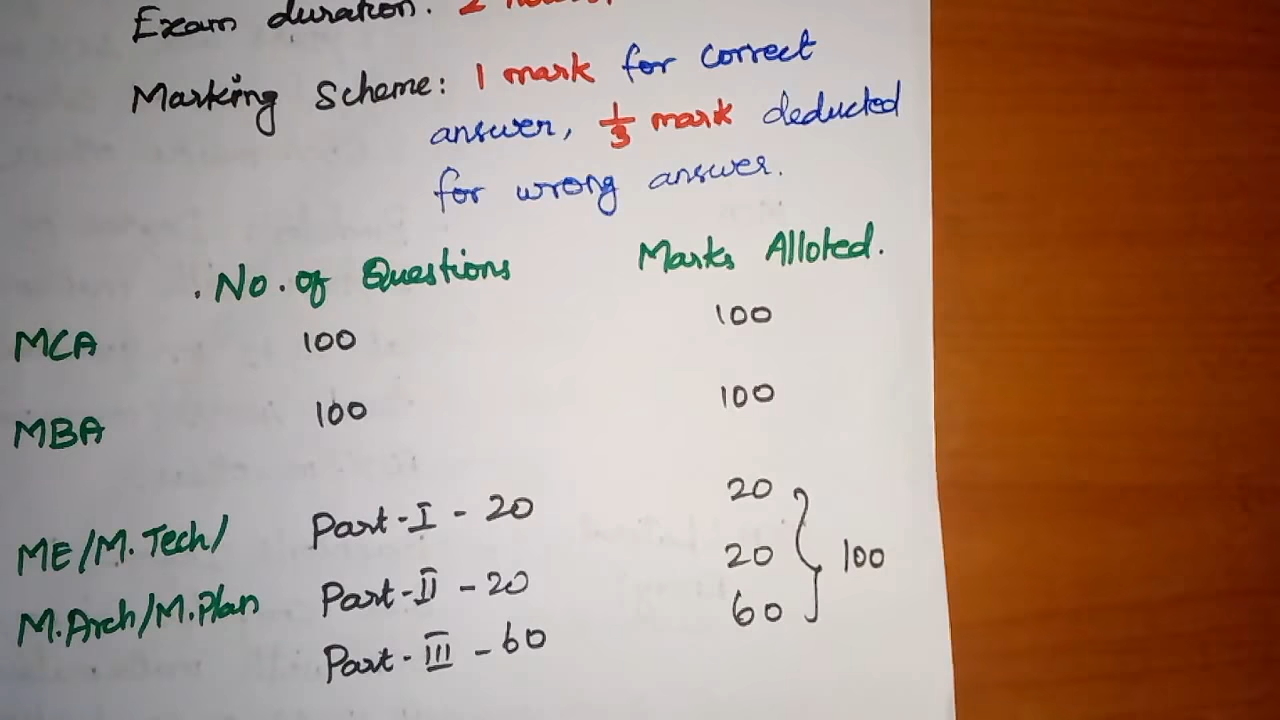 Exam duration: 2 hours,
Marking Scheme: 1 mark for correct
answer, 1/3 mark deducted
for wrong answer.
. No. of Questions Marks Alloted.
MCA 100 100
MBA 100 100
ME/M.Tech/ Part-I - 20 20
M.Arch/M.Plan Part-II - 20 20 100
Part-III - 60 60